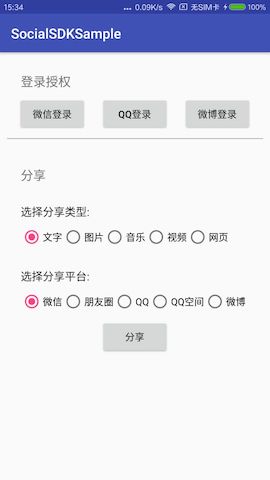 15:34 ... 0.09K/s 无SIM卡 100%
SocialSDKSample
登录授权
微信登录 QQ登录 微博登录
分享
选择分享类型:
文字 图片 音乐 视频 网页
选择分享平台:
微信 朋友圈 QQ QQ空间 微博
分享